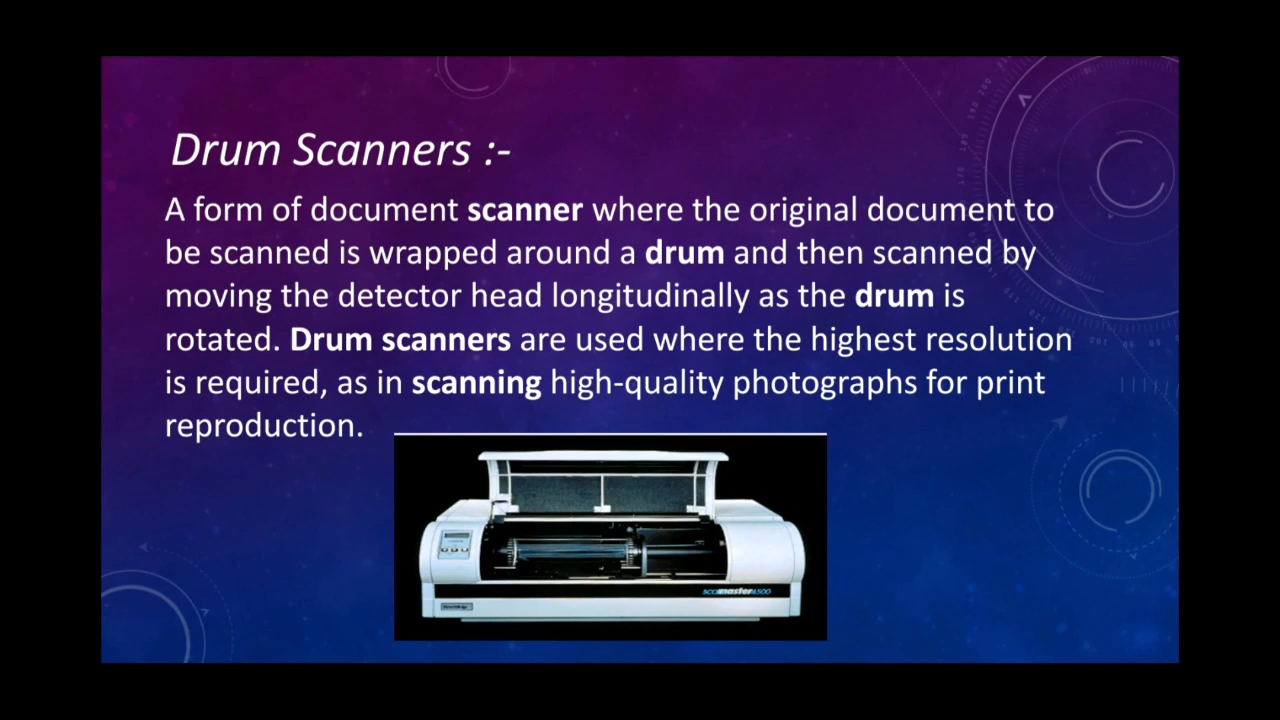 Drum Scanners :-
A form of document scanner where the original document to
be scanned is wrapped around a drum and then scanned by
moving the detector head longitudinally as the drum is
rotated. Drum scanners are used where the highest resolution
is required, as in scanning high-quality photographs for print
reproduction.